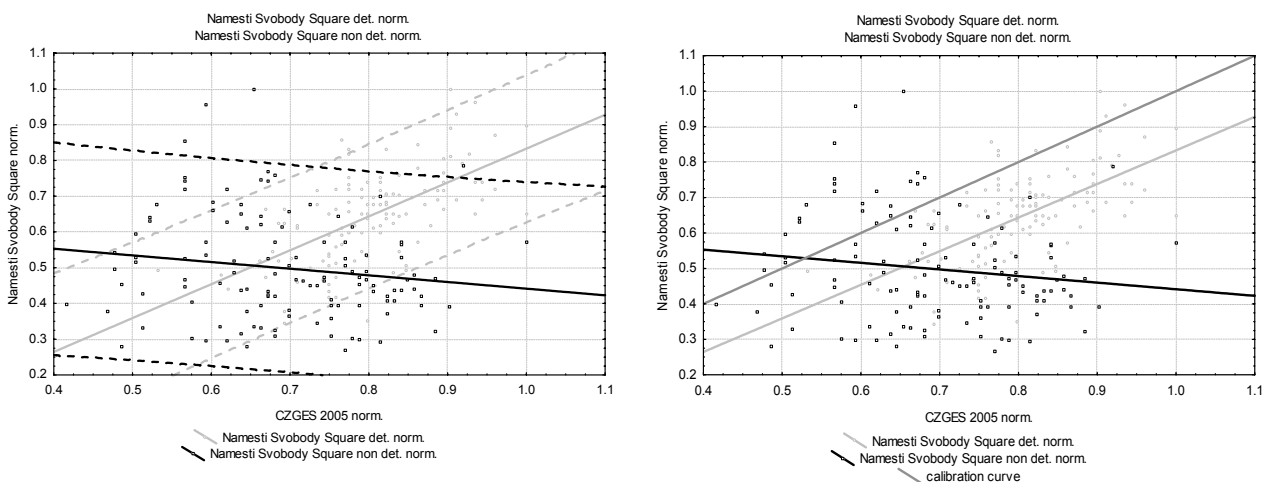 Namesti Svobody Square det. norm.
Namesti Svobody Square non det. norm.
1.1
1.0
0.9
0.8
0.7
0.6
0.5
0.4
0.3
0.2
Namesti Svobody Square norm.
0.4 0.5 0.6 0.7 0.8 0.9 1.0 1.1
CZGES 2005 norm.
Namesti Svobody Square det. norm.
Namesti Svobody Square non det. norm.
Namesti Svobody Square det. norm.
Namesti Svobody Square non det. norm.
1.1
1.0
0.9
0.8
0.7
0.6
0.5
0.4
0.3
0.2
Namesti Svobody Square norm.
0.4 0.5 0.6 0.7 0.8 0.9 1.0 1.1
CZGES 2005 norm.
Namesti Svobody Square det. norm.
Namesti Svobody Square non det. norm.
calibration curve